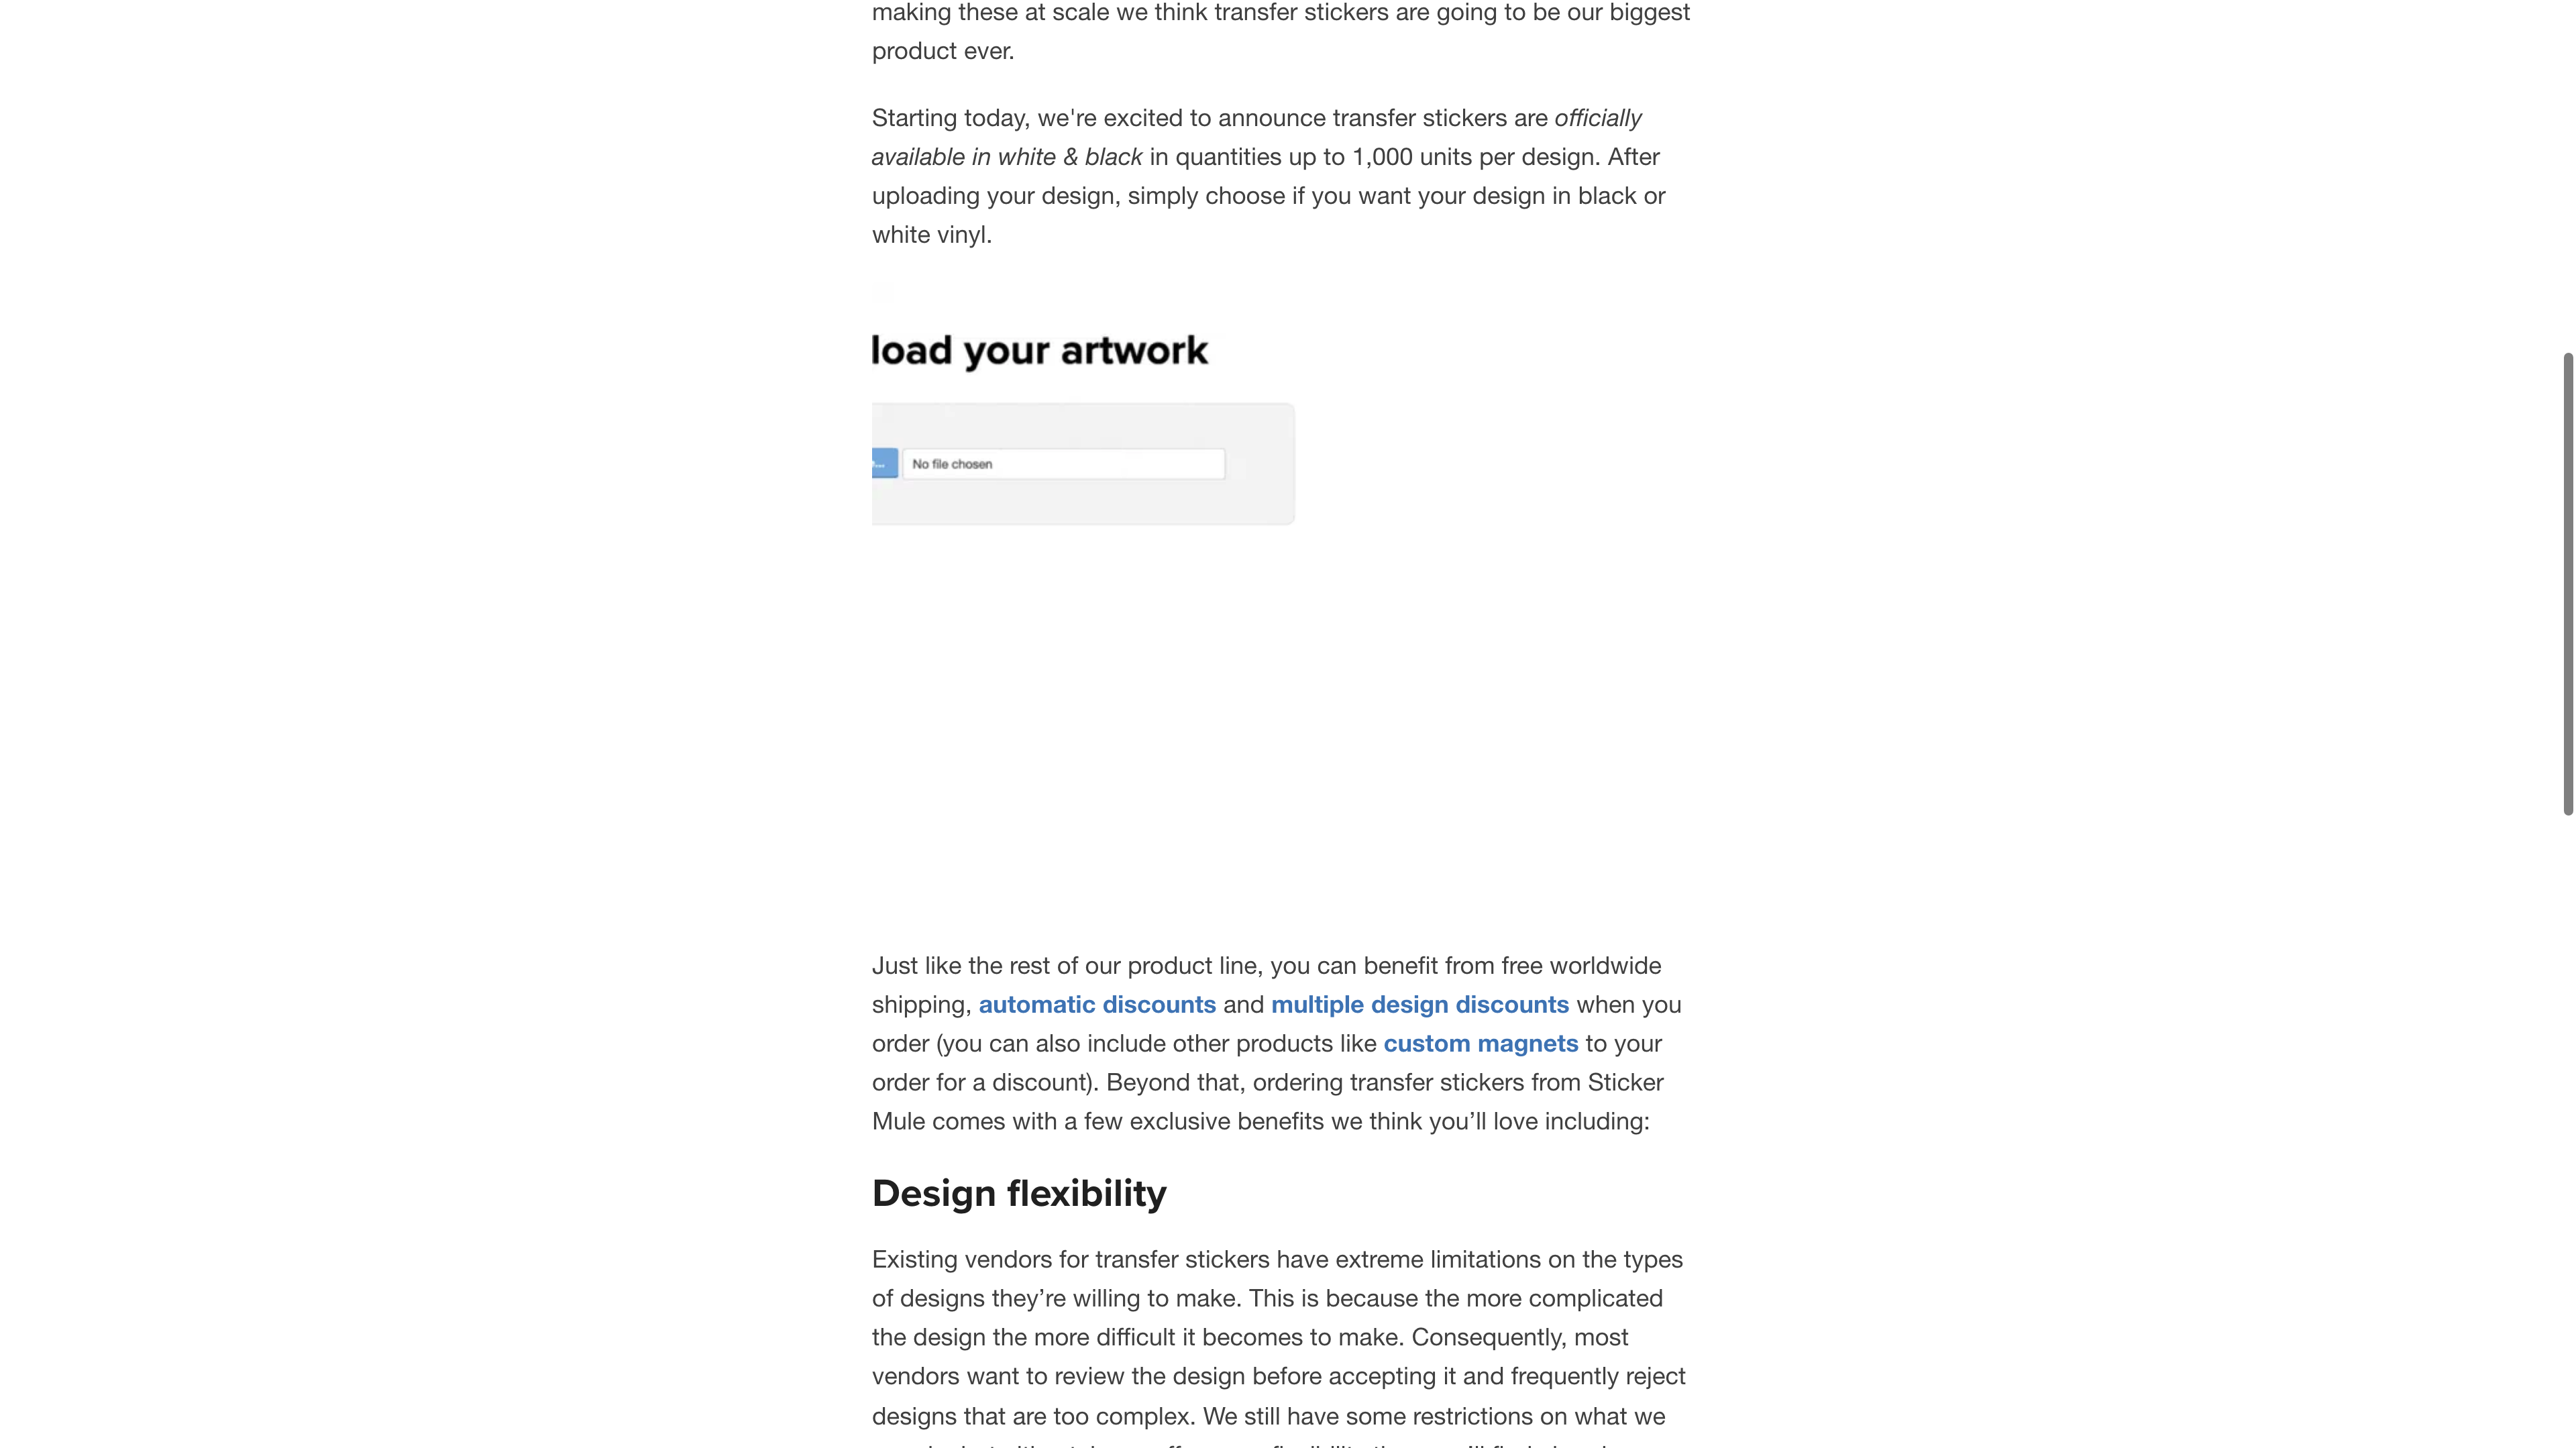 making these at scale we think transfer stickers are going to be our biggest
product ever.
Starting today, we're excited to announce transfer stickers are officially
available in white & black in quantities up to 1,000 units per design. After
uploading your design, simply choose if you want your design in black or
white vinyl.
load your artwork
No file chosen
Just like the rest of our product line, you can benefit from free worldwide
shipping, automatic discounts and multiple design discounts when you
order (you can also include other products like custom magnets to your
order for a discount). Beyond that, ordering transfer stickers from Sticker
Mule comes with a few exclusive benefits we think you’ll love including:
Design flexibility
Existing vendors for transfer stickers have extreme limitations on the types
of designs they’re willing to make. This is because the more complicated
the design the more difficult it becomes to make. Consequently, most
vendors want to review the design before accepting it and frequently reject
designs that are too complex. We still have some restrictions on what we